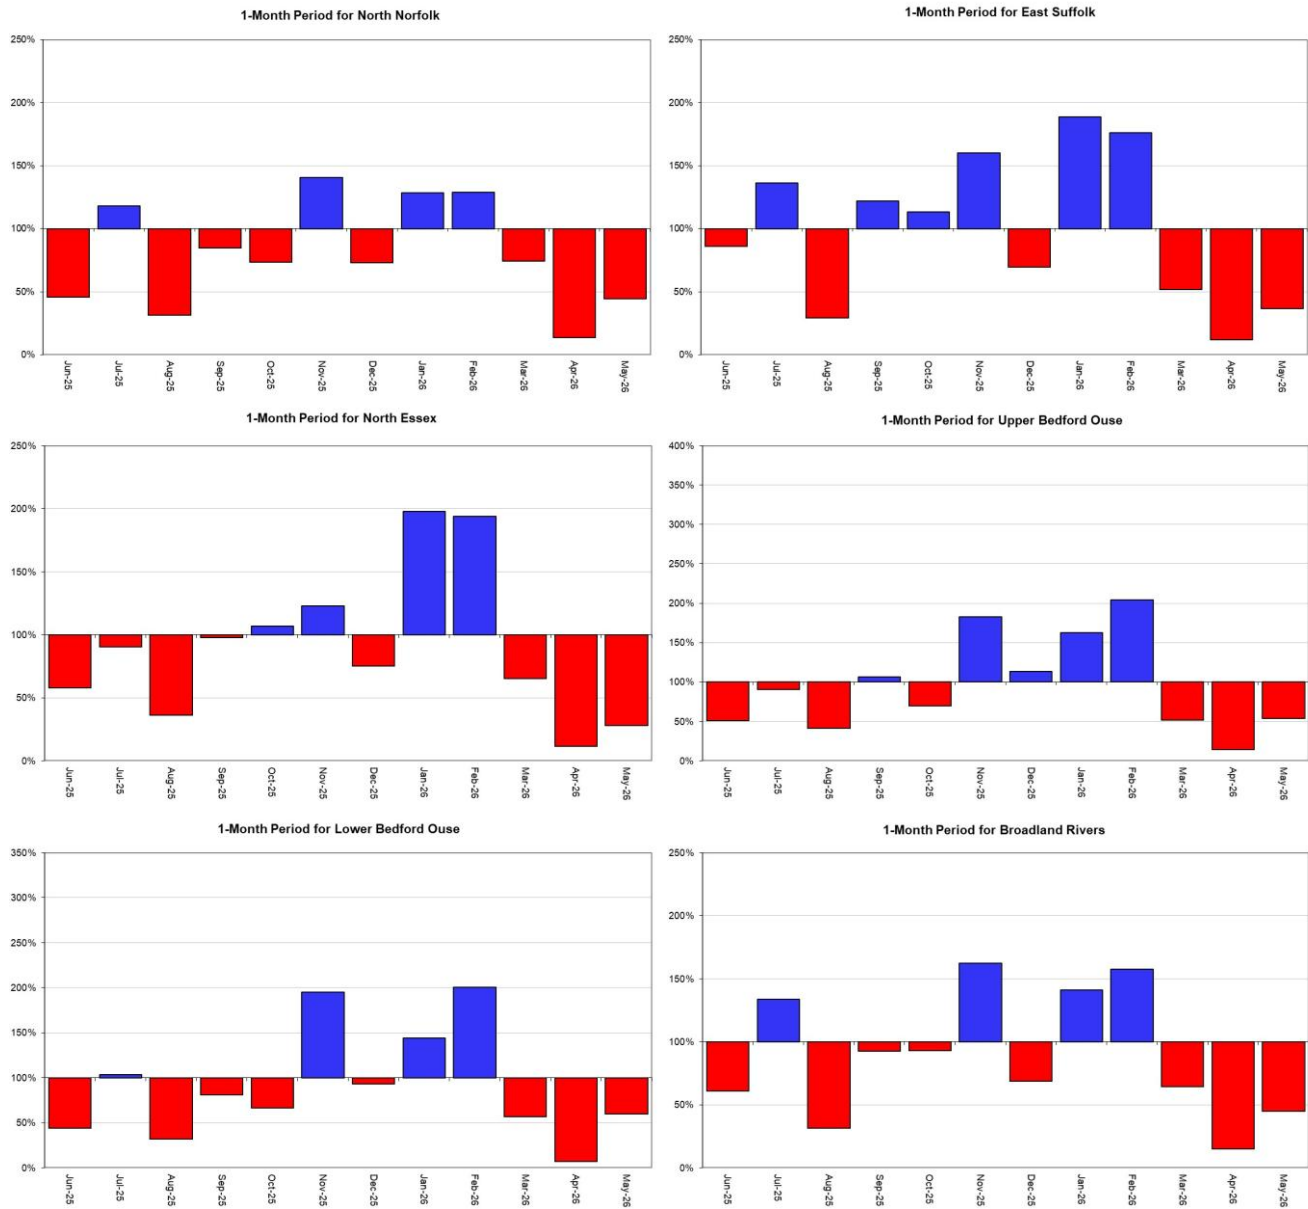 1-Month Period for North Norfolk
250%
200%
150%
100%
50%
0%
Jun-25
Jul-25
Aug-25
Sep-25
Oct-25
Nov-25
Dec-25
Jan-26
Feb-26
Mar-26
Apr-26
May-26
1-Month Period for East Suffolk
250%
200%
150%
100%
50%
0%
Jun-25
Jul-25
Aug-25
Sep-25
Oct-25
Nov-25
Dec-25
Jan-26
Feb-26
Mar-26
Apr-26
May-26
1-Month Period for North Essex
250%
200%
150%
100%
50%
0%
Jun-25
Jul-25
Aug-25
Sep-25
Oct-25
Nov-25
Dec-25
Jan-26
Feb-26
Mar-26
Apr-26
May-26
1-Month Period for Upper Bedford Ouse
400%
350%
300%
250%
200%
150%
100%
50%
0%
Jun-25
Jul-25
Aug-25
Sep-25
Oct-25
Nov-25
Dec-25
Jan-26
Feb-26
Mar-26
Apr-26
May-26
1-Month Period for Lower Bedford Ouse
350%
300%
250%
200%
150%
100%
50%
0%
Jun-25
Jul-25
Aug-25
Sep-25
Oct-25
Nov-25
Dec-25
Jan-26
Feb-26
Mar-26
Apr-26
May-26
1-Month Period for Broadland Rivers
250%
200%
150%
100%
50%
0%
Jun-25
Jul-25
Aug-25
Sep-25
Oct-25
Nov-25
Dec-25
Jan-26
Feb-26
Mar-26
Apr-26
May-26